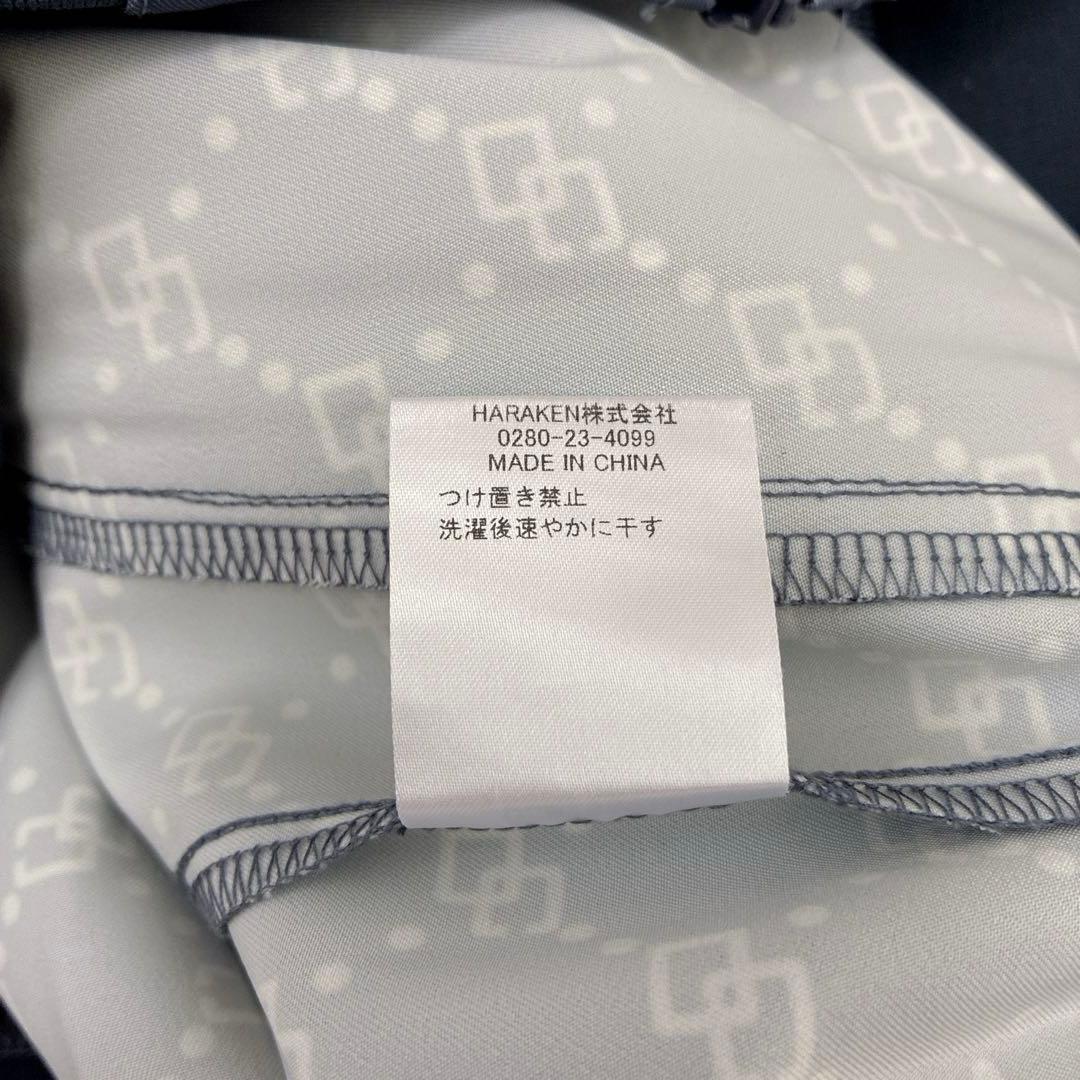 HARAKEN株式会社
0280-23-4099
MADE IN CHINA
つけ置き禁止
洗濯後速やかに干す